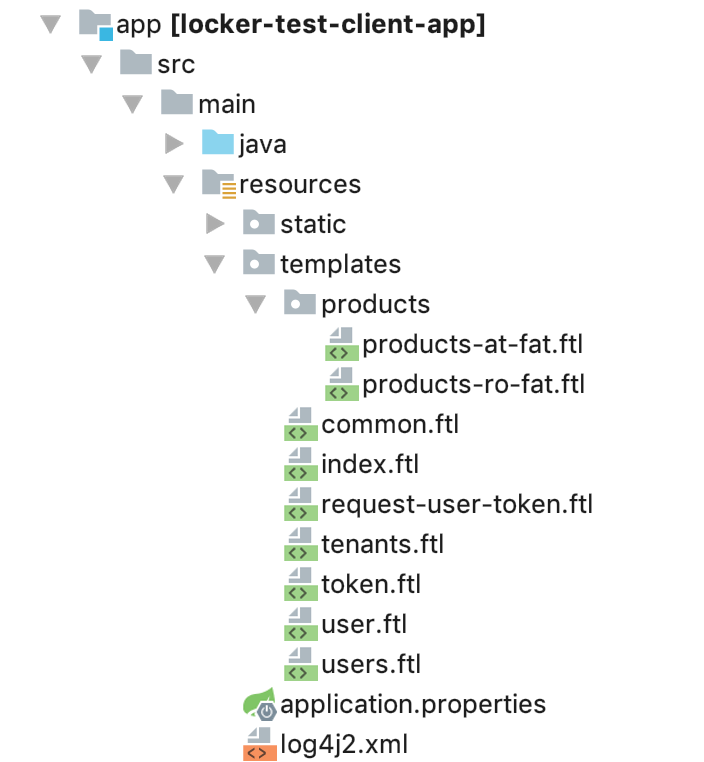 app [locker-test-client-app]
src
main
java
resources
static
templates
products
products-at-fat.ftl
products-ro-fat.ftl
common.ftl
index.ftl
request-user-token.ftl
tenants.ftl
token.ftl
user.ftl
users.ftl
application.properties
log4j2.xml